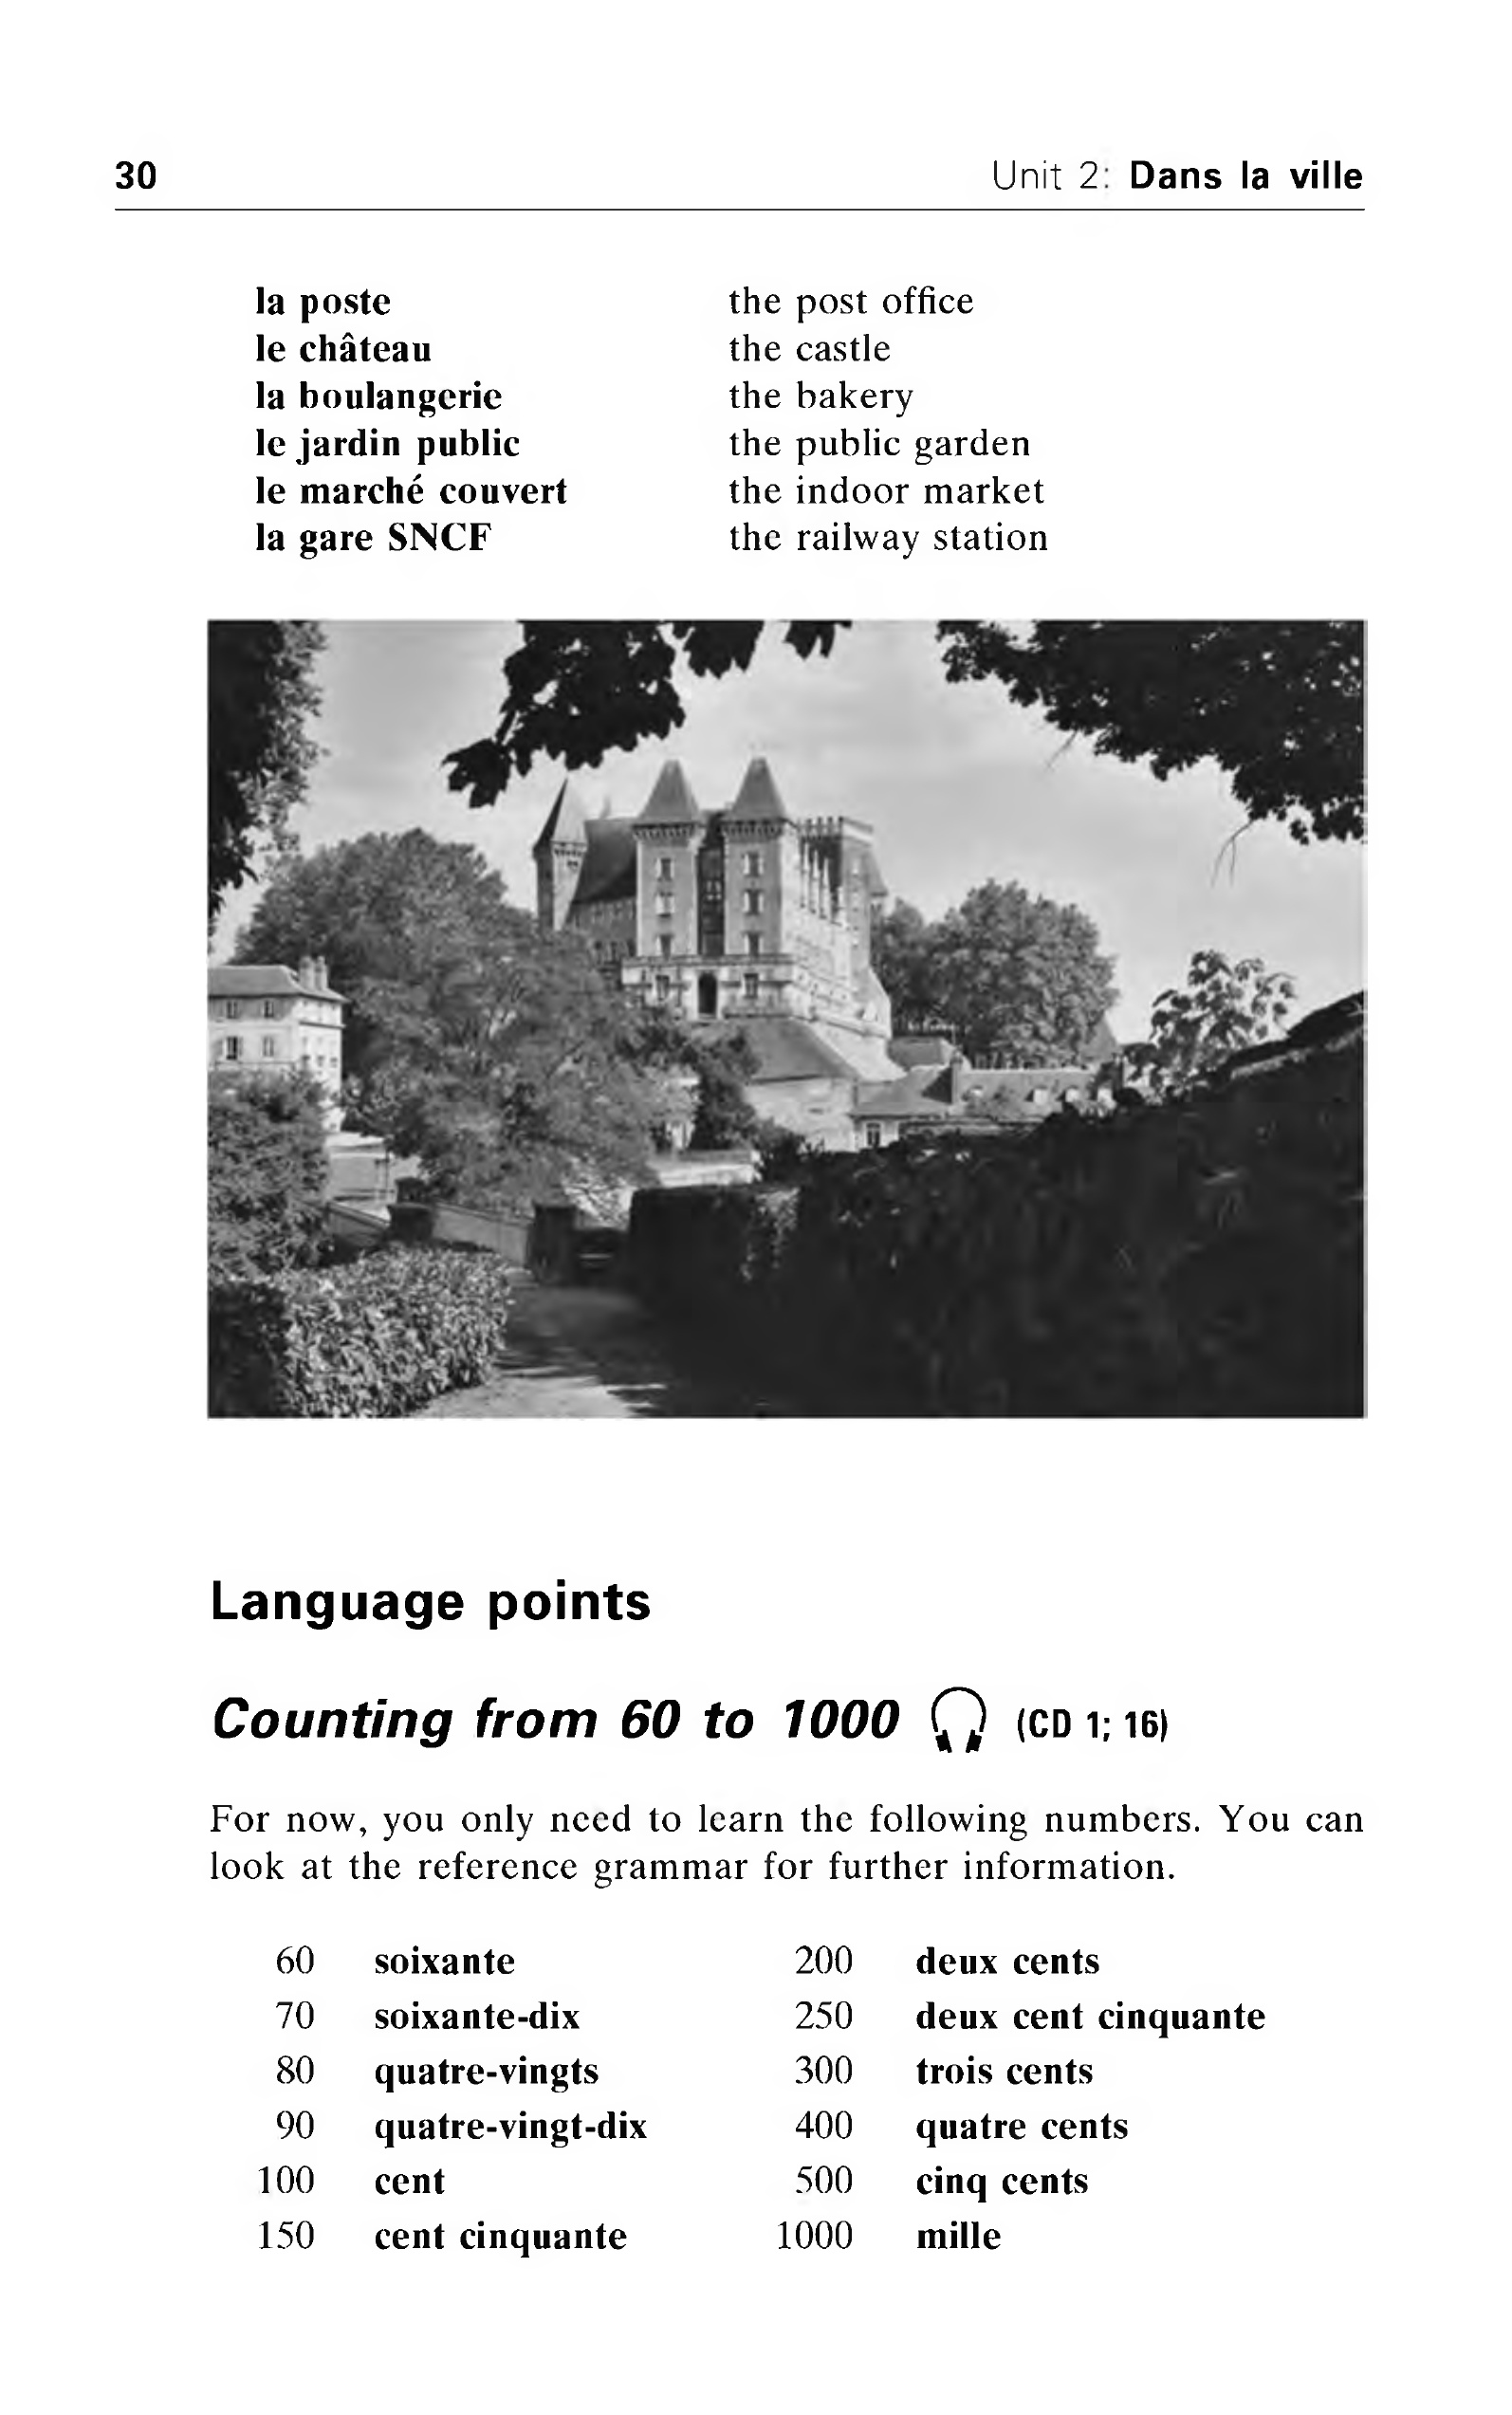 30 Unit 2: Dans la ville
la poste the post office
le château the castle
la boulangerie the bakery
le jardin public the public garden
le marché couvert the indoor market
la gare SNCF the railway station
Language points
Counting from 60 to 1000 (CD 1; 16)
For now, you only need to learn the following numbers. You can
look at the reference grammar for further information.
60 soixante 200 deux cents
70 soixante-dix 250 deux cent cinquante
80 quatre-vingts 300 trois cents
90 quatre-vingt-dix 400 quatre cents
100 cent 500 cinq cents
150 cent cinquante 1000 mille